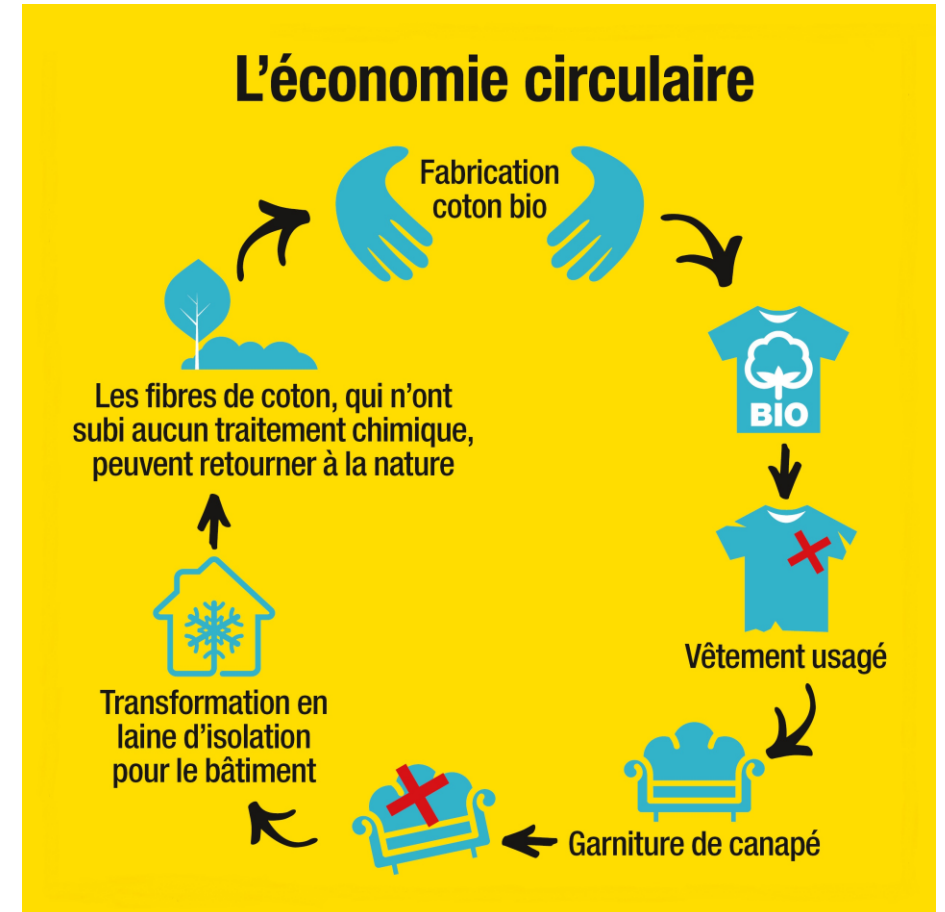 L’économie circulaire
Fabrication
coton bio
BIO
Vêtement usagé
Garniture de canapé
Transformation en
laine d’isolation
pour le bâtiment
Les fibres de coton, qui n’ont
subi aucun traitement chimique,
peuvent retourner à la nature